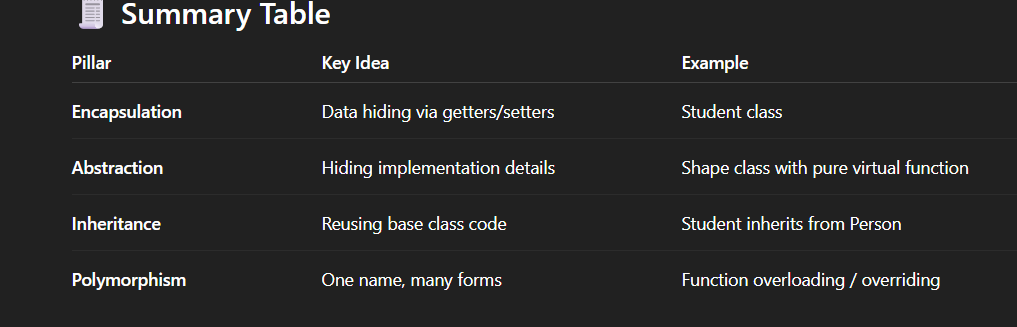 Summary Table
Pillar Key Idea Example
Encapsulation Data hiding via getters/setters Student class
Abstraction Hiding implementation details Shape class with pure virtual function
Inheritance Reusing base class code Student inherits from Person
Polymorphism One name, many forms Function overloading / overriding